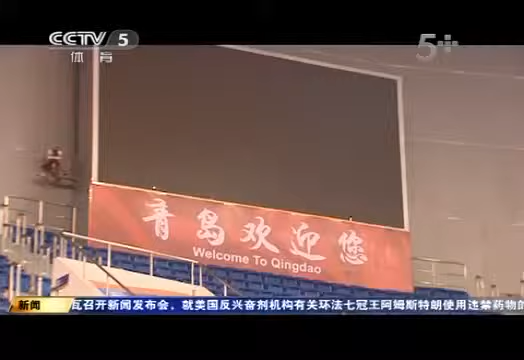 CCTV 5
体育
5+
青岛欢迎您
Welcome To Qingdao
新闻
瓦召开新闻发布会，就美国反兴奋剂机构有关环法七冠王阿姆斯特朗使用违禁药物的